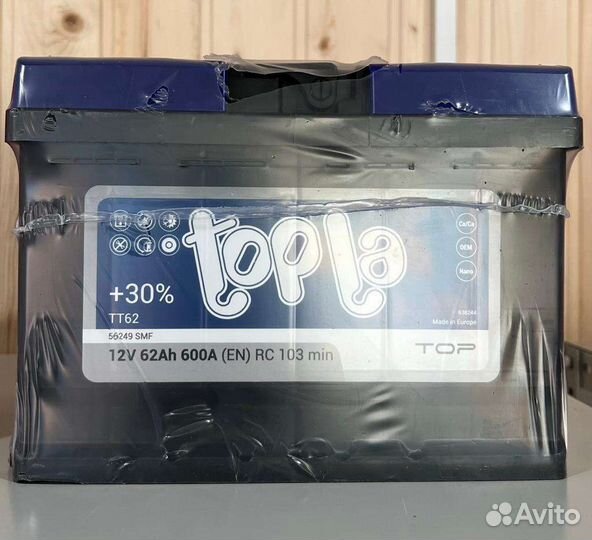 topla
Ca/Ca
OEM
Nano
+30%
TT62
56249 SMF
12V 62Ah 600A (EN) RC 103 min
Made in Europe
TOP
Avito